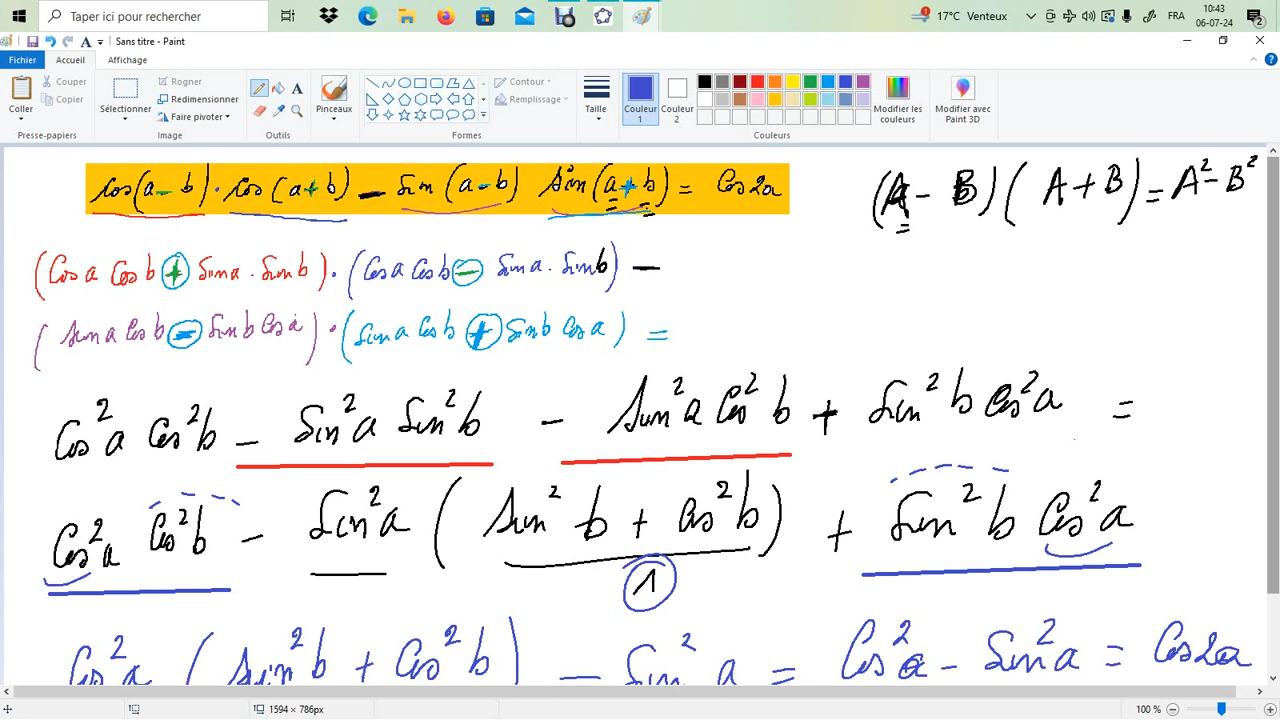 Taper ici pour rechercher
17°C Venteux
FRA
10:43
06-07-24
2
Sans titre - Paint
Fichier Accueil Affichage
Coller
Couper
Copier
Presse-papiers
Sélectionner
Rogner
Redimensionner
Faire pivoter
Image
A
Outils
Pinceaux
Contour
Remplissage
Formes
Taille
Couleur 1
Couleur 2
Couleurs
Modifier les couleurs
Modifier avec Paint 3D
cos(a-b)·cos(a+b) - sin(a-b) sin(a+b) = cos2a
(A - B)(A+B) = A²-B²
(cos a cos b + sin a · sin b) · (cos a cos b - sin a · sin b) -
(sin a cos b - sin b cos a) · (sin a cos b + sin b cos a) =
cos²a cos²b - sin²a sin²b - sin²a cos²b + sin²b cos²a =
cos²a cos²b - sin²a (sin²b + cos²b) + sin²b cos²a
1
cos²a (sin²b + cos²b) - sin²a = cos²a - sin²a = cos2a
1594 × 786px
100 %